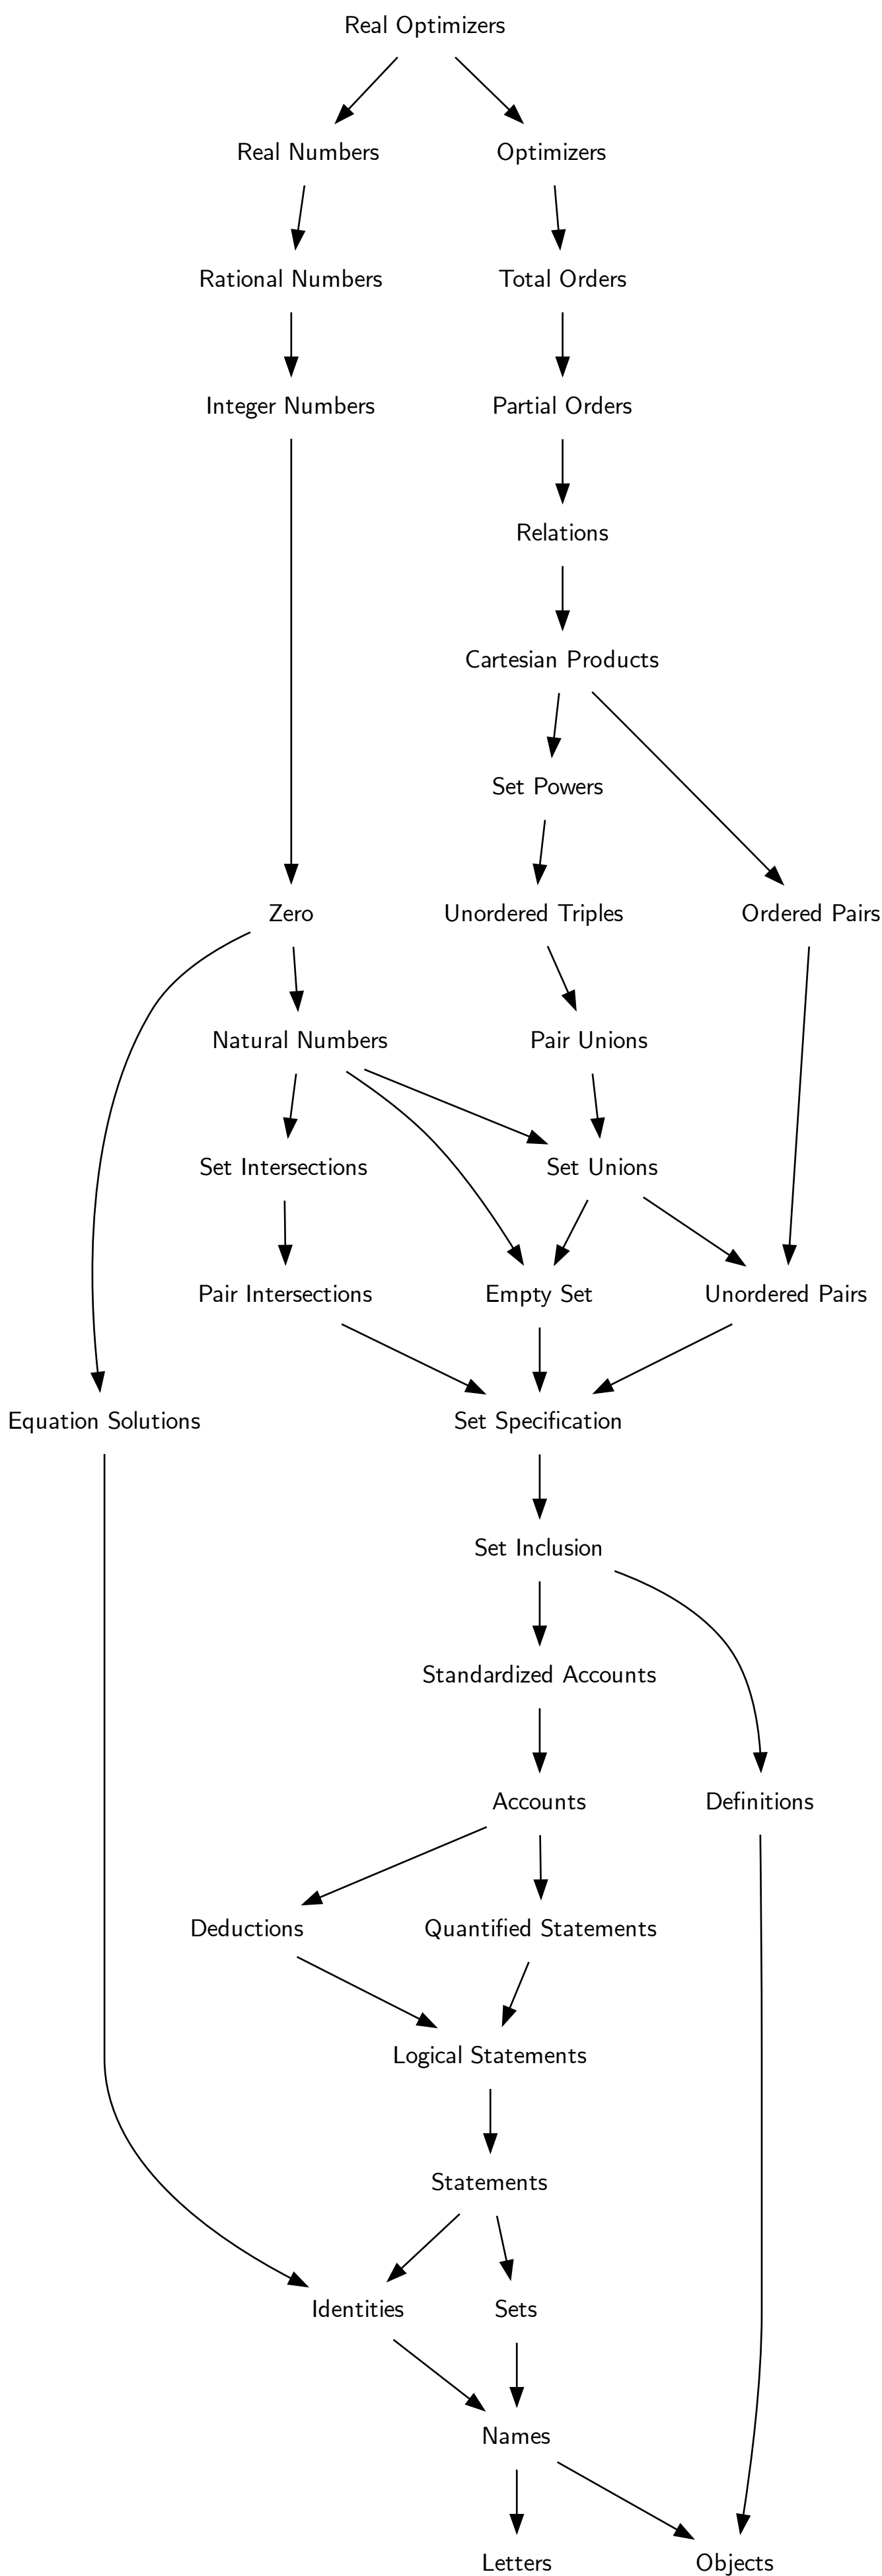 Real Optimizers
Real Numbers
Optimizers
Rational Numbers
Total Orders
Integer Numbers
Partial Orders
Relations
Cartesian Products
Set Powers
Zero
Unordered Triples
Ordered Pairs
Natural Numbers
Pair Unions
Set Intersections
Set Unions
Pair Intersections
Empty Set
Unordered Pairs
Equation Solutions
Set Specification
Set Inclusion
Standardized Accounts
Accounts
Definitions
Deductions
Quantified Statements
Logical Statements
Statements
Identities
Sets
Names
Letters
Objects